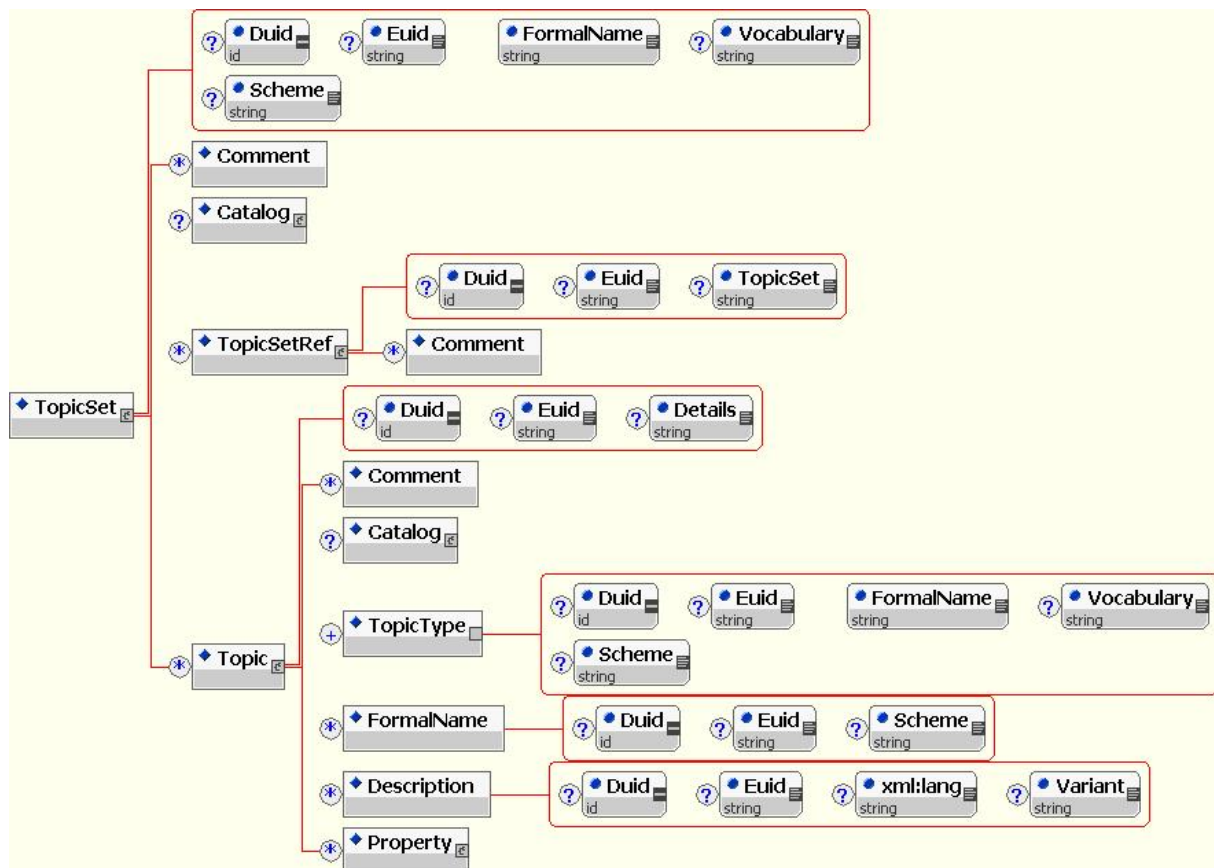 ? Duid ? Euid FormalName ? Vocabulary
id string string string
? Scheme
string
* Comment
? Catalog
? Duid ? Euid ? TopicSet
id string string
* TopicSetRef * Comment
TopicSet
? Duid ? Euid ? Details
id string string
* Comment
? Catalog
? Duid ? Euid FormalName ? Vocabulary
id string string string
+ TopicType
? Scheme
string
* Topic
* FormalName ? Duid ? Euid ? Scheme
id string string
* Description ? Duid ? Euid ? xml:lang ? Variant
id string string string
* Property